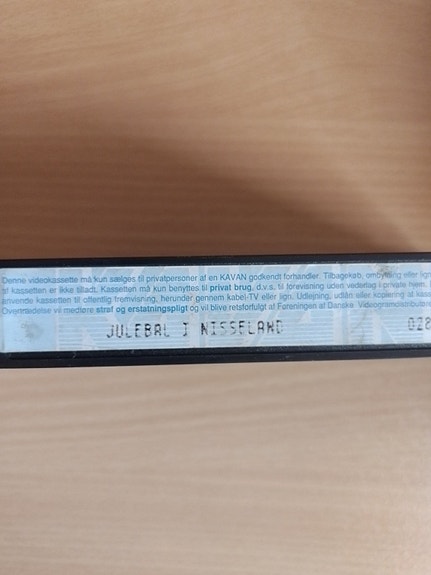 Denne videokassette må kun sælges til privatpersoner af en KAVAN godkendt forhandler. Tilbagekøb, ombytning eller lign
af kassetten er ikke tilladt. Kassetten må kun benyttes til privat brug, d.v.s. til forevisning uden vederlag i private hjem.
anvende kassetten til offentlig fremvisning, herunder gennem kabel-TV eller lign. Udlejning, udlån eller kopiering af kass
Overtrædelse vil medføre straf og erstatningspligt og vil blive retsforfulgt af Foreningen af Danske Videogramdistributø
JULEBAL I NISSELAND 028